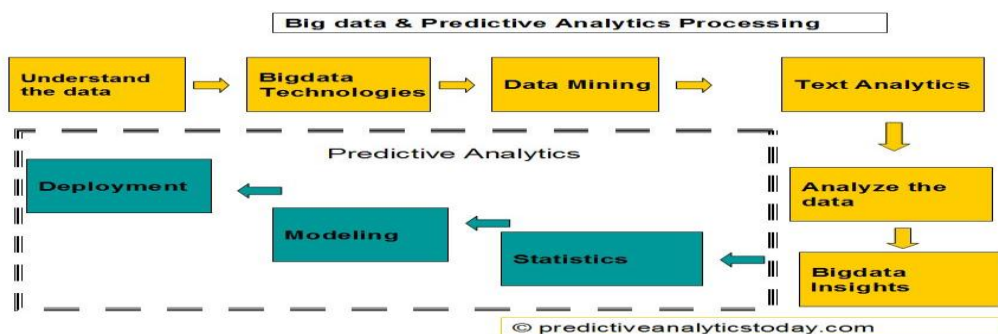 Big data & Predictive Analytics Processing
Understand
the data
Bigdata
Technologies
Data Mining
Text Analytics
Predictive Analytics
Deployment
Modeling
Statistics
Analyze the
data
Bigdata
Insights
© predictiveanalyticstoday.com